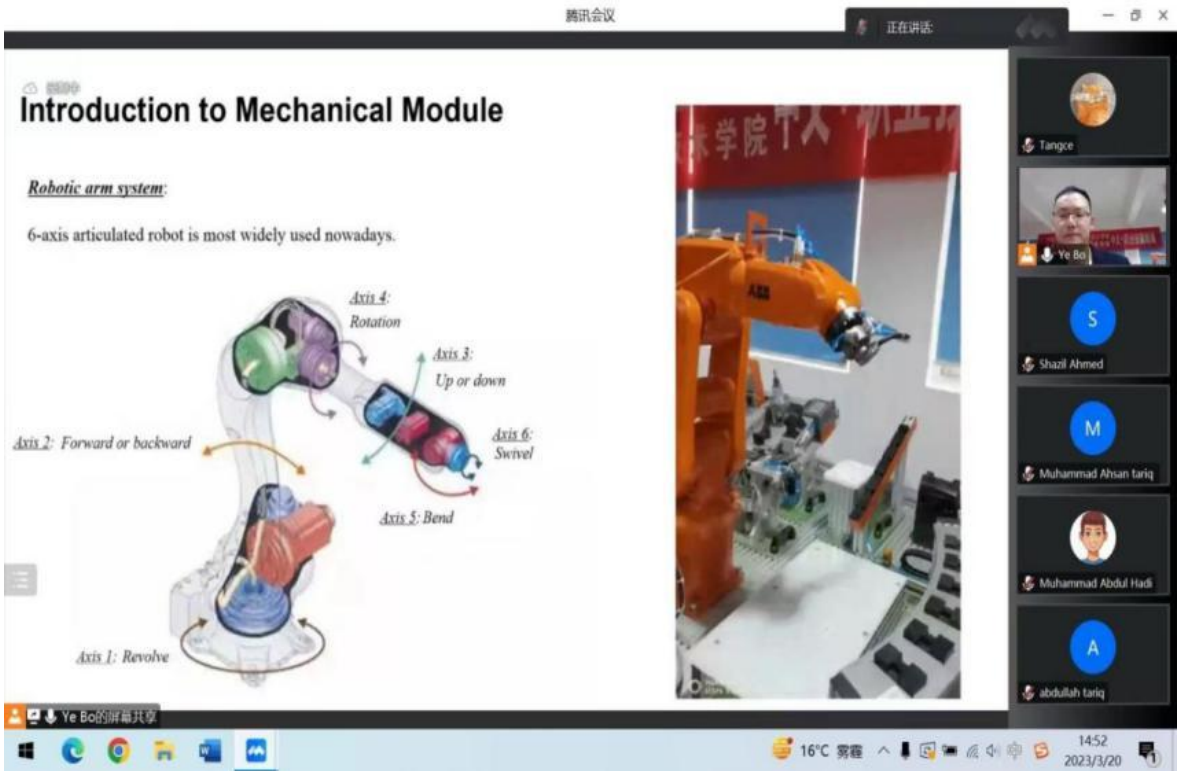 腾讯会议
正在讲话:
Introduction to Mechanical Module
Robotic arm system:
6-axis articulated robot is most widely used nowadays.
Axis 4:
Rotation
Axis 3:
Up or down
Axis 2: Forward or backward
Axis 6:
Swivel
Axis 5: Bend
Axis 1: Revolve
学院
ABB
Tangce
Ye Bo
S
Shazil Ahmed
M
Muhammad Ahsan tariq
Muhammad Abdul Hadi
A
abdullah tariq
Ye Bo的屏幕共享
16°C 雾霾
14:52
2023/3/20
1